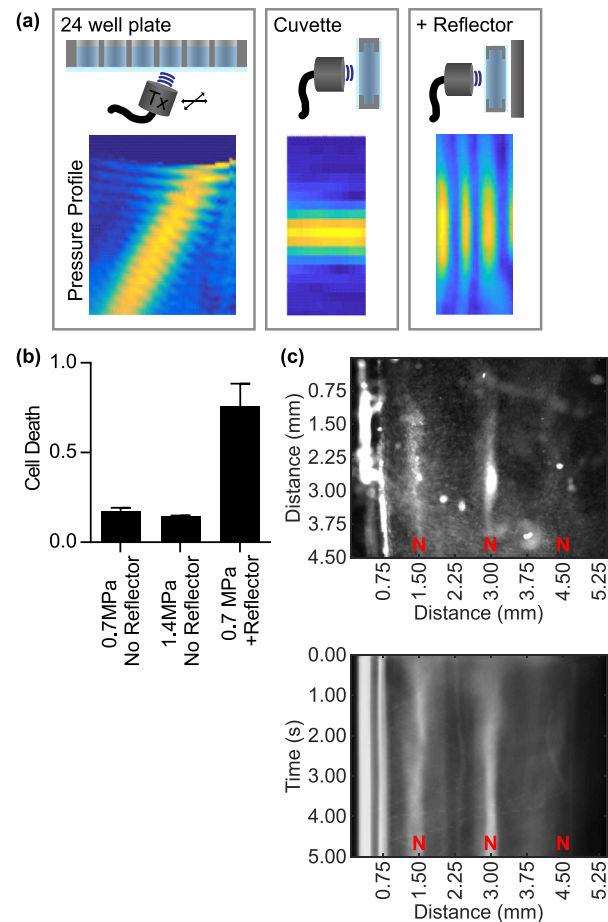 (a)
24 well plate
Cuvette
+ Reflector
Tx
Pressure Profile
(b)
1.0
0.5
0.0
Cell Death
0.7MPa
No Reflector
1.4MPa
No Reflector
0.7 MPa
+Reflector
(c)
0.75
1.50
2.25
3.00
3.75
4.50
Distance (mm)
N N N
0.75 1.50 2.25 3.00 3.75 4.50 5.25
Distance (mm)
0.00
1.00
2.00
3.00
4.00
5.00
Time (s)
N N N
0.75 1.50 2.25 3.00 3.75 4.50 5.25
Distance (mm)